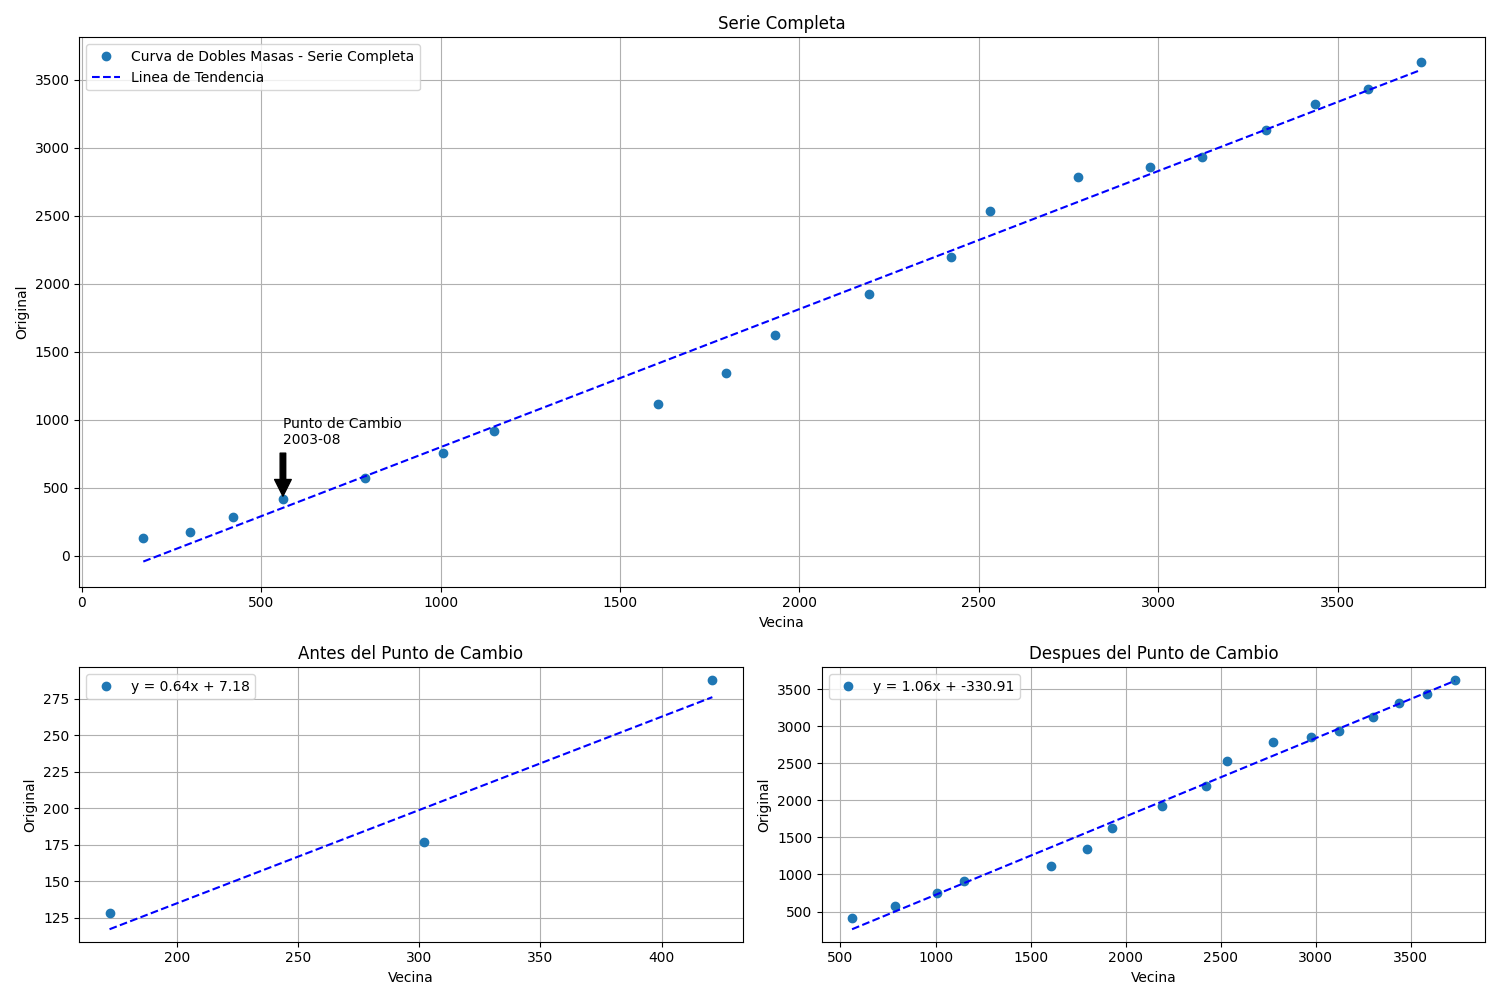 Serie Completa
Curva de Dobles Masas - Serie Completa
Linea de Tendencia
3500
3000
2500
2000
1500
1000
500
0
Original
Punto de Cambio
2003-08
0 500 1000 1500 2000 2500 3000 3500
Vecina
Antes del Punto de Cambio
y = 0.64x + 7.18
275
250
225
200
175
150
125
Original
200 250 300 350 400
Vecina
Despues del Punto de Cambio
y = 1.06x + -330.91
3500
3000
2500
2000
1500
1000
500
Original
500 1000 1500 2000 2500 3000 3500
Vecina